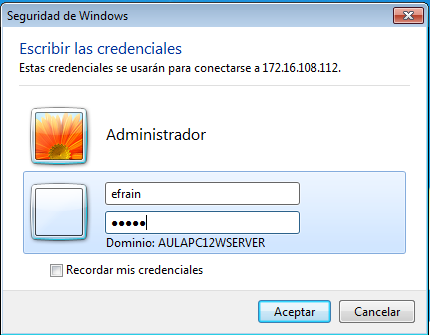 Seguridad de Windows
Escribir las credenciales
Estas credenciales se usarán para conectarse a 172.16.108.112.
Administrador
efrain
●●●●●
Dominio: AULAPC12WSERVER
Recordar mis credenciales
Aceptar
Cancelar